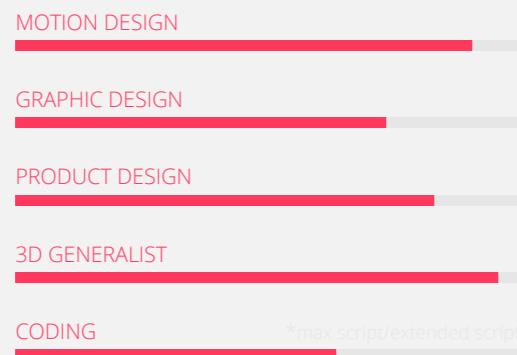 MOTION DESIGN
GRAPHIC DESIGN
PRODUCT DESIGN
3D GENERALIST
CODING *max script/extended script